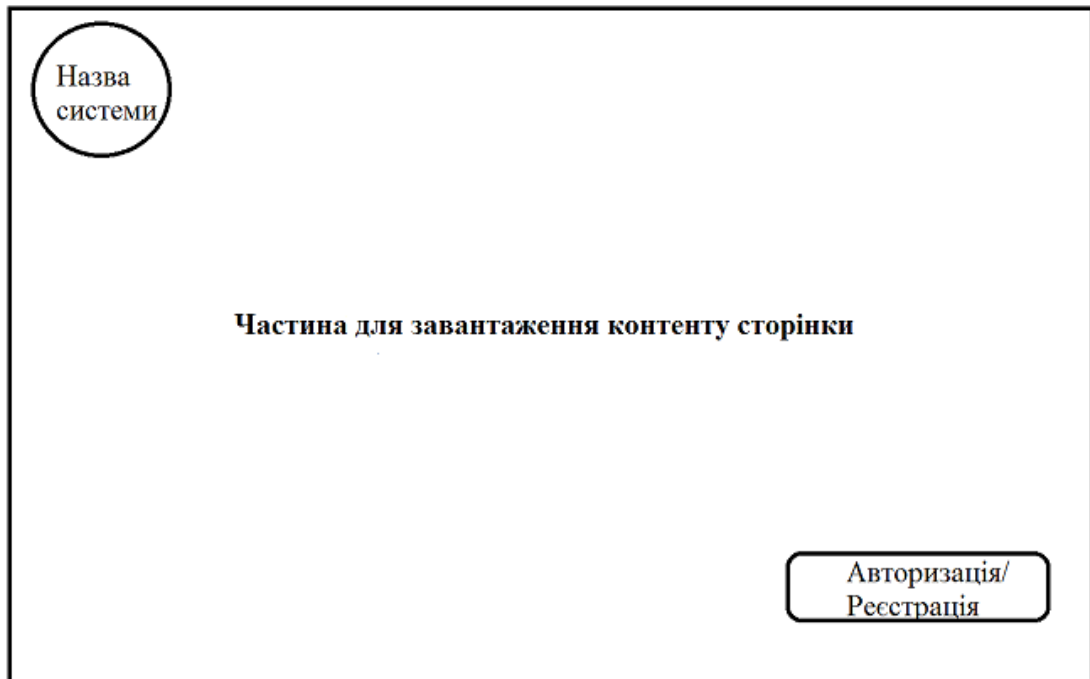 Назва
системи
Частина для завантаження контенту сторінки
Авторизація/
Реєстрація